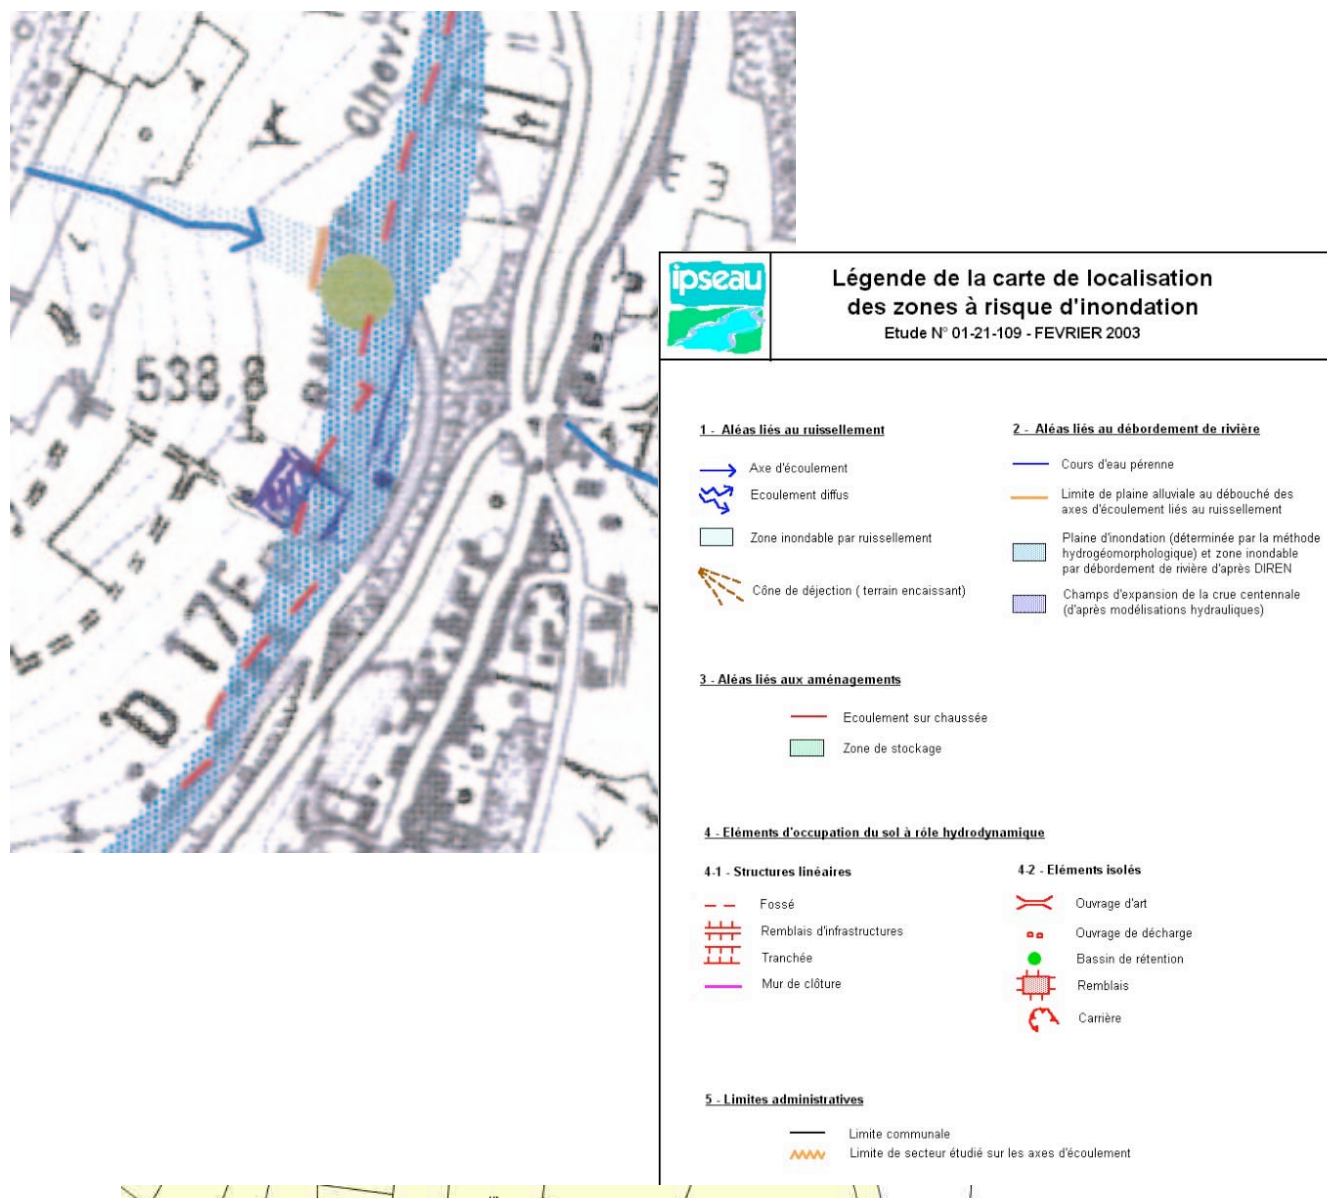 Chev
538.8
Rau
D 17E
ipseau
Légende de la carte de localisation
des zones à risque d'inondation
Etude N° 01-21-109 - FEVRIER 2003
1 - Aléas liés au ruissellement
Axe d'écoulement
Ecoulement diffus
Zone inondable par ruissellement
Cône de déjection ( terrain encaissant)
2 - Aléas liés au débordement de rivière
Cours d'eau pérenne
Limite de plaine alluviale au débouché des
axes d'écoulement liés au ruissellement
Plaine d'inondation (déterminée par la méthode
hydrogéomorphologique) et zone inondable
par débordement de rivière d'après DIREN
Champs d'expansion de la crue centennale
(d'après modélisations hydrauliques)
3 - Aléas liés aux aménagements
Ecoulement sur chaussée
Zone de stockage
4 - Eléments d'occupation du sol à rôle hydrodynamique
4-1 - Structures linéaires
Fossé
Remblais d'infrastructures
Tranchée
Mur de clôture
4-2 - Eléments isolés
Ouvrage d'art
Ouvrage de décharge
Bassin de rétention
Remblais
Carrière
5 - Limites administratives
Limite communale
Limite de secteur étudié sur les axes d'écoulement